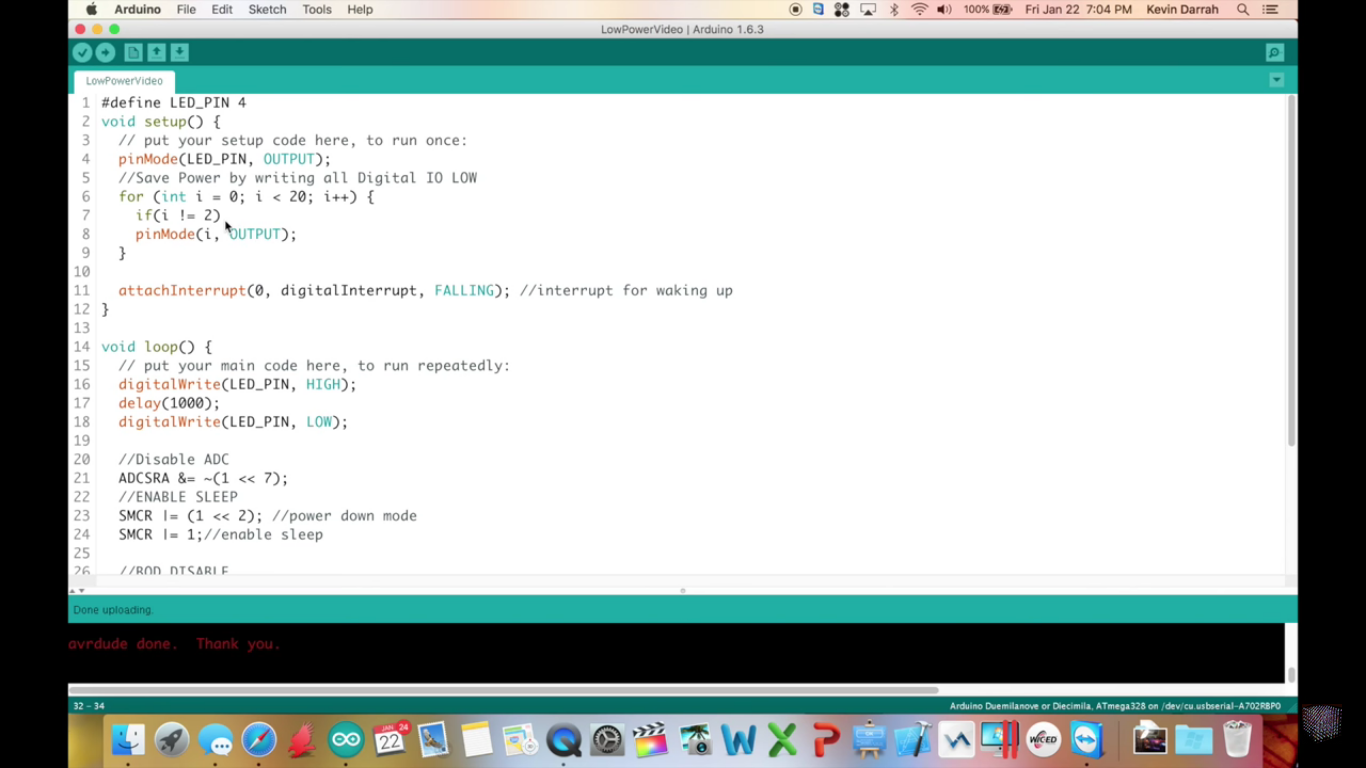 Arduino File Edit Sketch Tools Help 100% Fri Jan 22 7:04 PM Kevin Darrah
LowPowerVideo | Arduino 1.6.3
LowPowerVideo
1 #define LED_PIN 4
2 void setup() {
3 // put your setup code here, to run once:
4 pinMode(LED_PIN, OUTPUT);
5 //Save Power by writing all Digital IO LOW
6 for (int i = 0; i < 20; i++) {
7 if(i != 2)
8 pinMode(i, OUTPUT);
9 }
10
11 attachInterrupt(0, digitalInterrupt, FALLING); //interrupt for waking up
12 }
13
14 void loop() {
15 // put your main code here, to run repeatedly:
16 digitalWrite(LED_PIN, HIGH);
17 delay(1000);
18 digitalWrite(LED_PIN, LOW);
19
20 //Disable ADC
21 ADCSRA &= ~(1 << 7);
22 //ENABLE SLEEP
23 SMCR |= (1 << 2); //power down mode
24 SMCR |= 1;//enable sleep
25
26 //BOD DISABLE
Done uploading.
avrdude done. Thank you.
32 – 34 Arduino Duemilanove or Diecimila, ATmega328 on /dev/cu.usbserial-A702RBP0
JAN 24
22
WICED